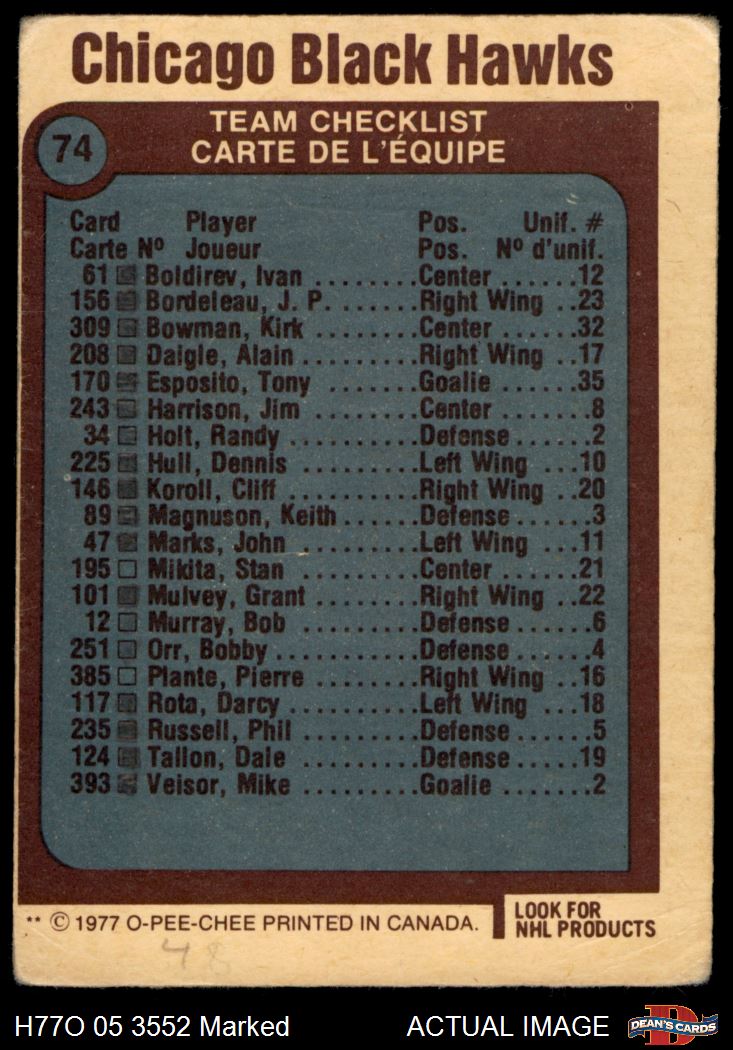 Chicago Black Hawks
74
TEAM CHECKLIST
CARTE DE L'ÉQUIPE
Card Player Pos. Unif. #
Carte Nº Joueur Pos. Nº d'unif.
61 Boldirev, Ivan ........Center ......12
156 Bordeleau, J. P. .......Right Wing ..23
309 Bowman, Kirk ........Center ......32
208 Daigle, Alain .........Right Wing ..17
170 Esposito, Tony .......Goalie ......35
243 Harrison, Jim ........Center .......8
34 Holt, Randy ..........Defense ......2
225 Hull, Dennis .........Left Wing ...10
146 Koroll, Cliff ..........Right Wing ..20
89 Magnuson, Keith ......Defense ......3
47 Marks, John .........Left Wing ...11
195 Mikita, Stan .........Center ......21
101 Mulvey, Grant ........Right Wing ..22
12 Murray, Bob .........Defense ......6
251 Orr, Bobby ...........Defense ......4
385 Plante, Pierre ........Right Wing ..16
117 Rota, Darcy ..........Left Wing ...18
235 Russell, Phil .........Defense ......5
124 Tallon, Dale .........Defense .....19
393 Veisor, Mike .........Goalie .......2
** © 1977 O-PEE-CHEE PRINTED IN CANADA.
LOOK FOR
NHL PRODUCTS
48
H77O 05 3552 Marked ACTUAL IMAGE DEAN'S CARDS